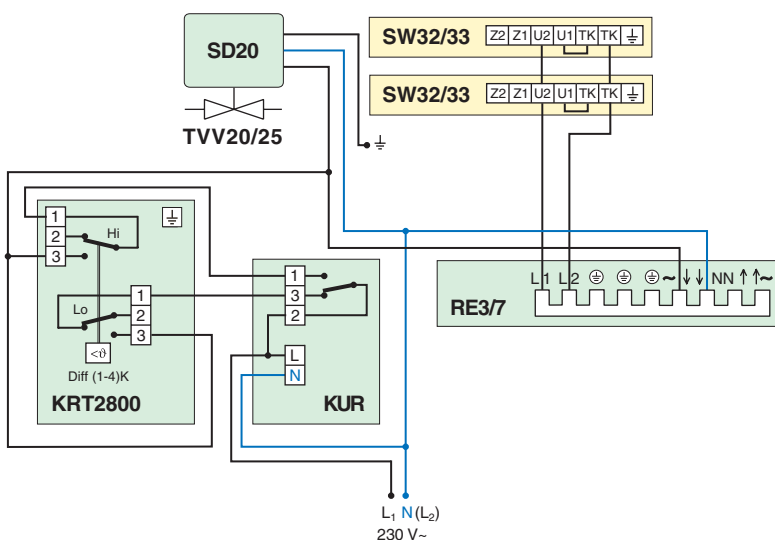 SD20
TVV20/25
SW32/33
Z2 Z1 U2 U1 TK TK ⏚
SW32/33
Z2 Z1 U2 U1 TK TK ⏚
⏚
1
2
3
Hi
⏚
Lo
1
2
3
<ϑ
Diff (1-4)K
KRT2800
1
3
2
L
N
KUR
L1 L2 ~ ↓ ↓ NN ↑ ↑ ~
RE3/7
L₁ N (L₂)
230 V~